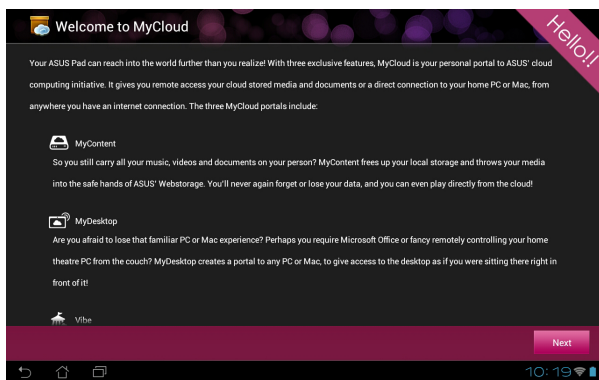 Welcome to MyCloud
Hello!!
Your ASUS Pad can reach into the world further than you realize! With three exclusive features, MyCloud is your personal portal to ASUS' cloud
computing initiative. It gives you remote access your cloud stored media and documents or a direct connection to your home PC or Mac, from
anywhere you have an internet connection. The three MyCloud portals include:
MyContent
So you still carry all your music, videos and documents on your person? MyContent frees up your local storage and throws your media
into the safe hands of ASUS' Webstorage. You'll never again forget or lose your data, and you can even play directly from the cloud!
MyDesktop
Are you afraid to lose that familiar PC or Mac experience? Perhaps you require Microsoft Office or fancy remotely controlling your home
theatre PC from the couch? MyDesktop creates a portal to any PC or Mac, to give access to the desktop as if you were sitting there right in
front of it!
Vibe
Next
10:19